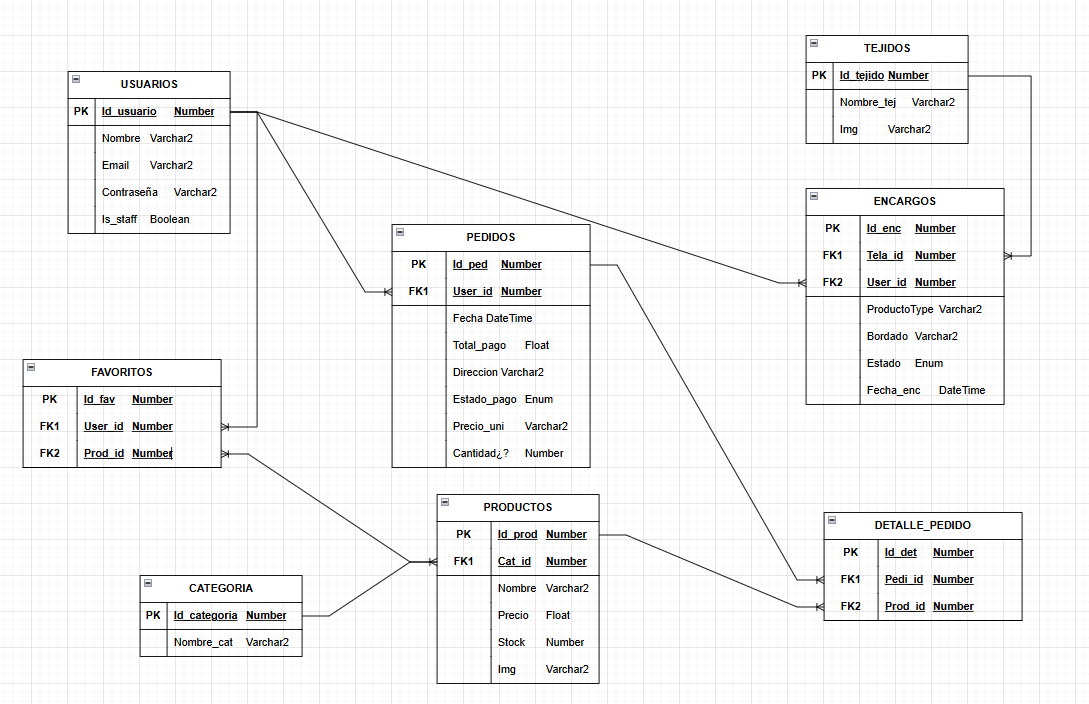 USUARIOS
PK Id_usuario Number
Nombre Varchar2
Email Varchar2
Contraseña Varchar2
Is_staff Boolean
TEJIDOS
PK Id_tejido Number
Nombre_tej Varchar2
Img Varchar2
PEDIDOS
PK Id_ped Number
FK1 User_id Number
Fecha DateTime
Total_pago Float
Direccion Varchar2
Estado_pago Enum
Precio_uni Varchar2
Cantidad¿? Number
ENCARGOS
PK Id_enc Number
FK1 Tela_id Number
FK2 User_id Number
ProductoType Varchar2
Bordado Varchar2
Estado Enum
Fecha_enc DateTime
FAVORITOS
PK Id_fav Number
FK1 User_id Number
FK2 Prod_id Number
PRODUCTOS
PK Id_prod Number
FK1 Cat_id Number
Nombre Varchar2
Precio Float
Stock Number
Img Varchar2
DETALLE_PEDIDO
PK Id_det Number
FK1 Pedi_id Number
FK2 Prod_id Number
CATEGORIA
PK Id_categoria Number
Nombre_cat Varchar2